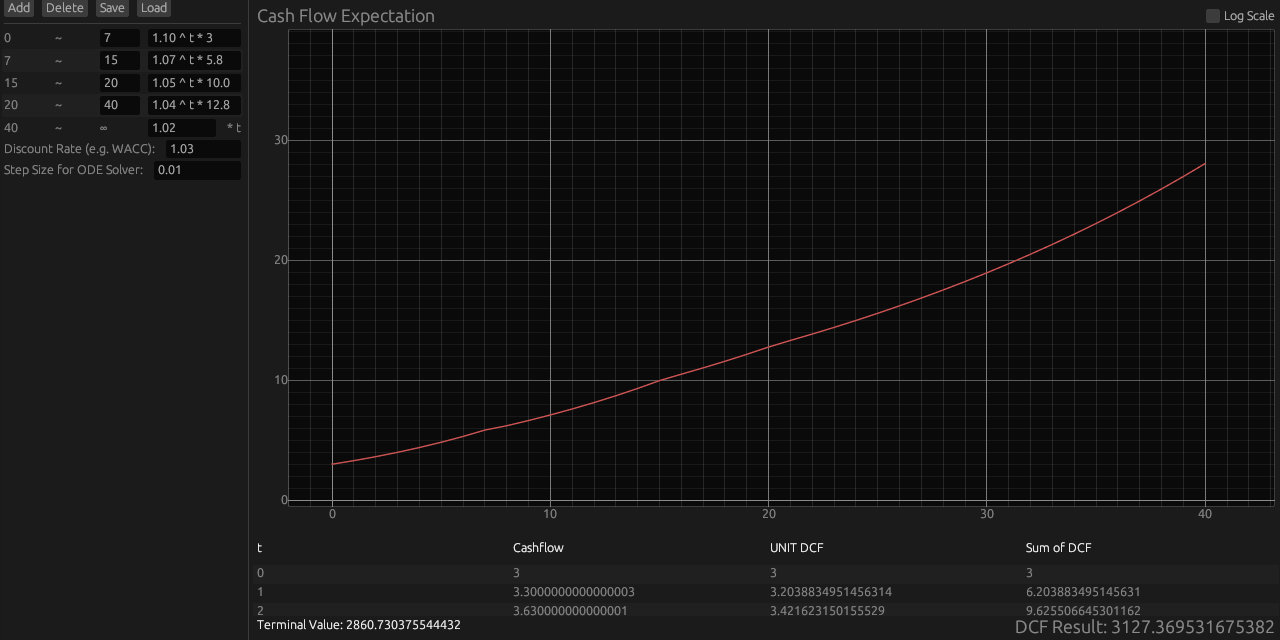 Add Delete Save Load
0 ~ 7 1.10 ^ t * 3
7 ~ 15 1.07 ^ t * 5.8
15 ~ 20 1.05 ^ t * 10.0
20 ~ 40 1.04 ^ t * 12.8
40 ~ ∞ 1.02 * t
Discount Rate (e.g. WACC): 1.03
Step Size for ODE Solver: 0.01
Cash Flow Expectation
Log Scale
30
20
10
0
0 10 20 30 40
t Cashflow UNIT DCF Sum of DCF
0 3 3 3
1 3.3000000000000003 3.2038834951456314 6.203883495145631
2 3.630000000000001 3.421623150155529 9.625506645301162
Terminal Value: 2860.730375544432
DCF Result: 3127.369531675382